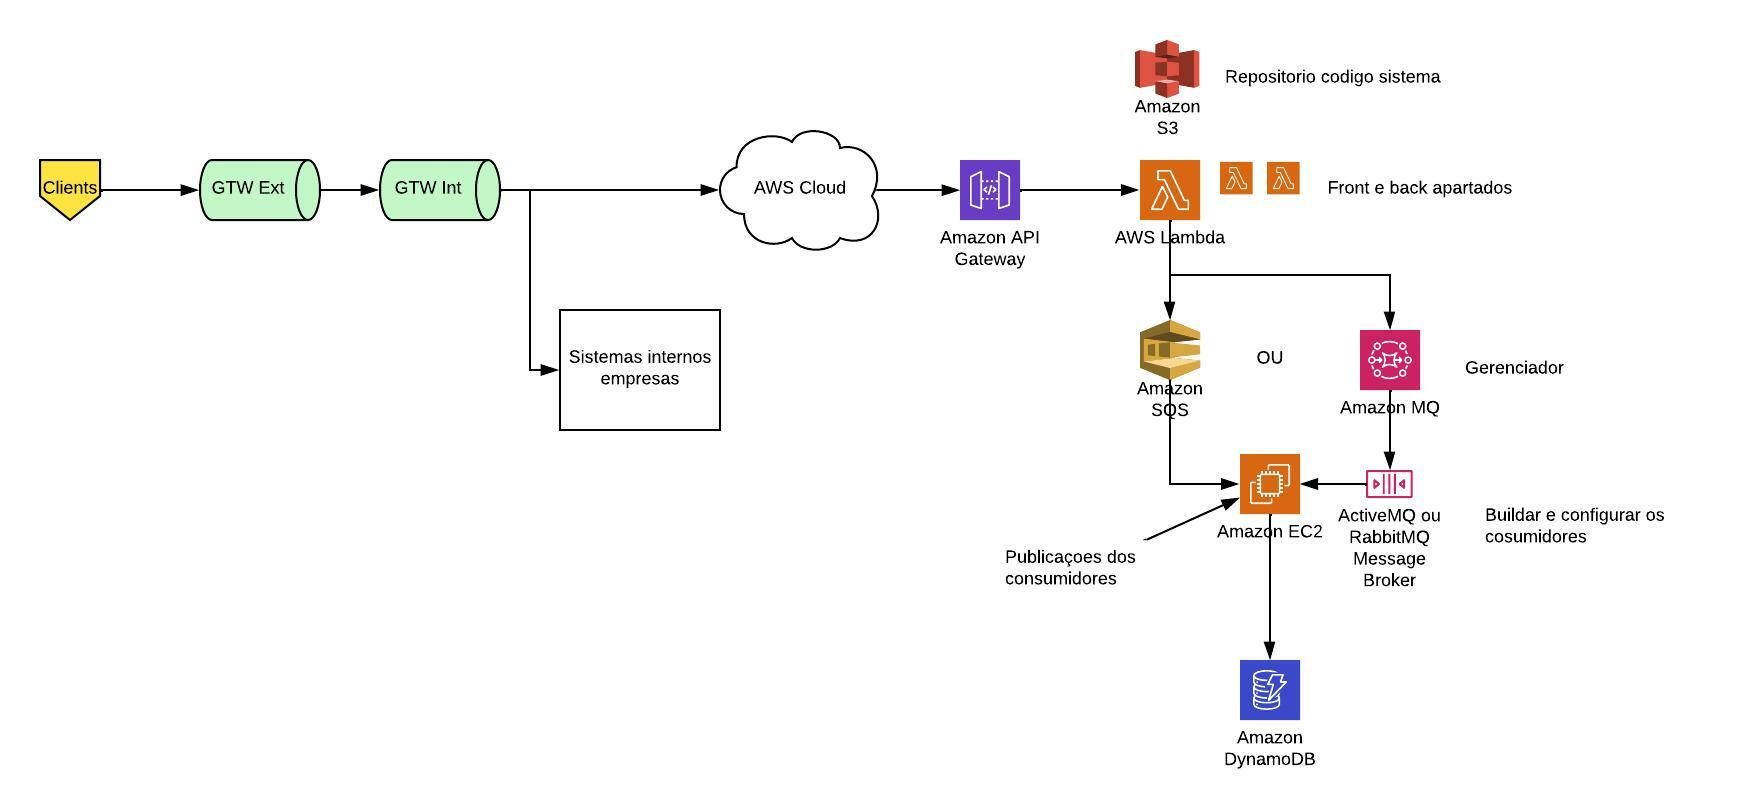 Amazon
S3
Repositorio codigo sistema
Clients
GTW Ext
GTW Int
AWS Cloud
Amazon API
Gateway
AWS Lambda
Front e back apartados
Sistemas internos
empresas
Amazon
SQS
OU
Amazon MQ
Gerenciador
Publicaçoes dos
consumidores
Amazon EC2
ActiveMQ ou
RabbitMQ
Message
Broker
Buildar e configurar os
cosumidores
Amazon
DynamoDB